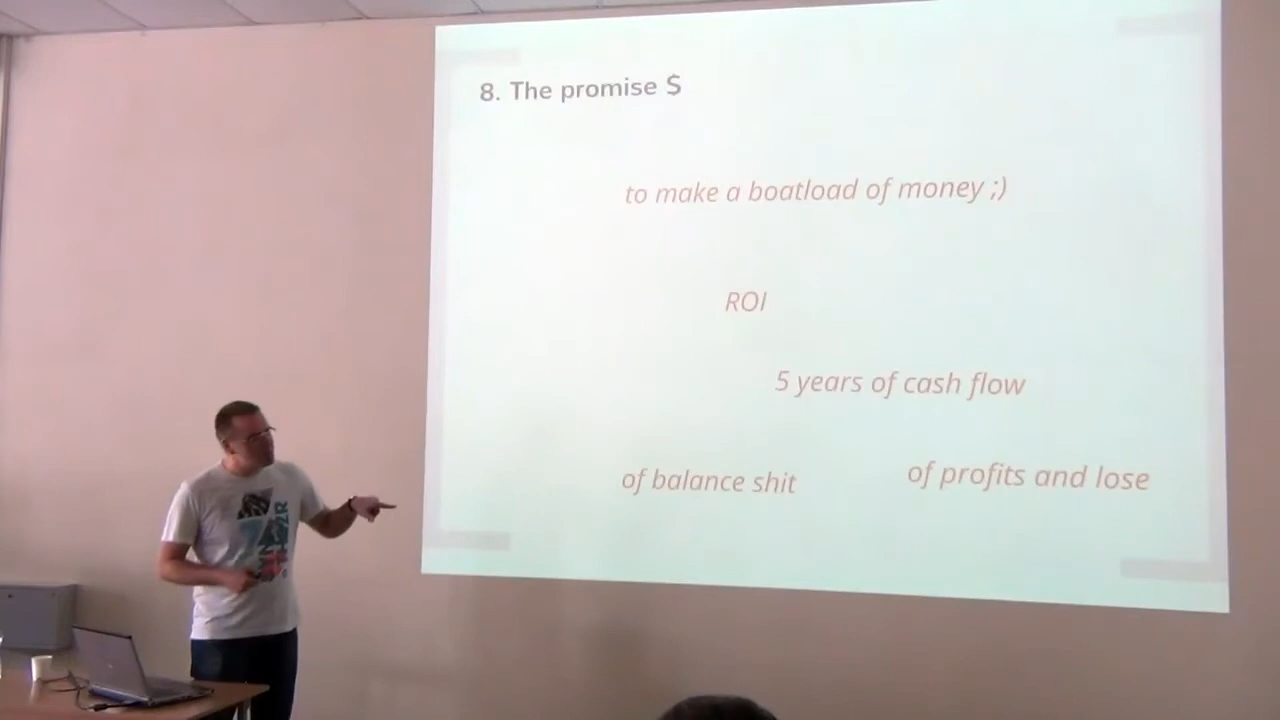 8. The promise $
to make a boatload of money ;)
ROI
5 years of cash flow
of balance shit
of profits and lose